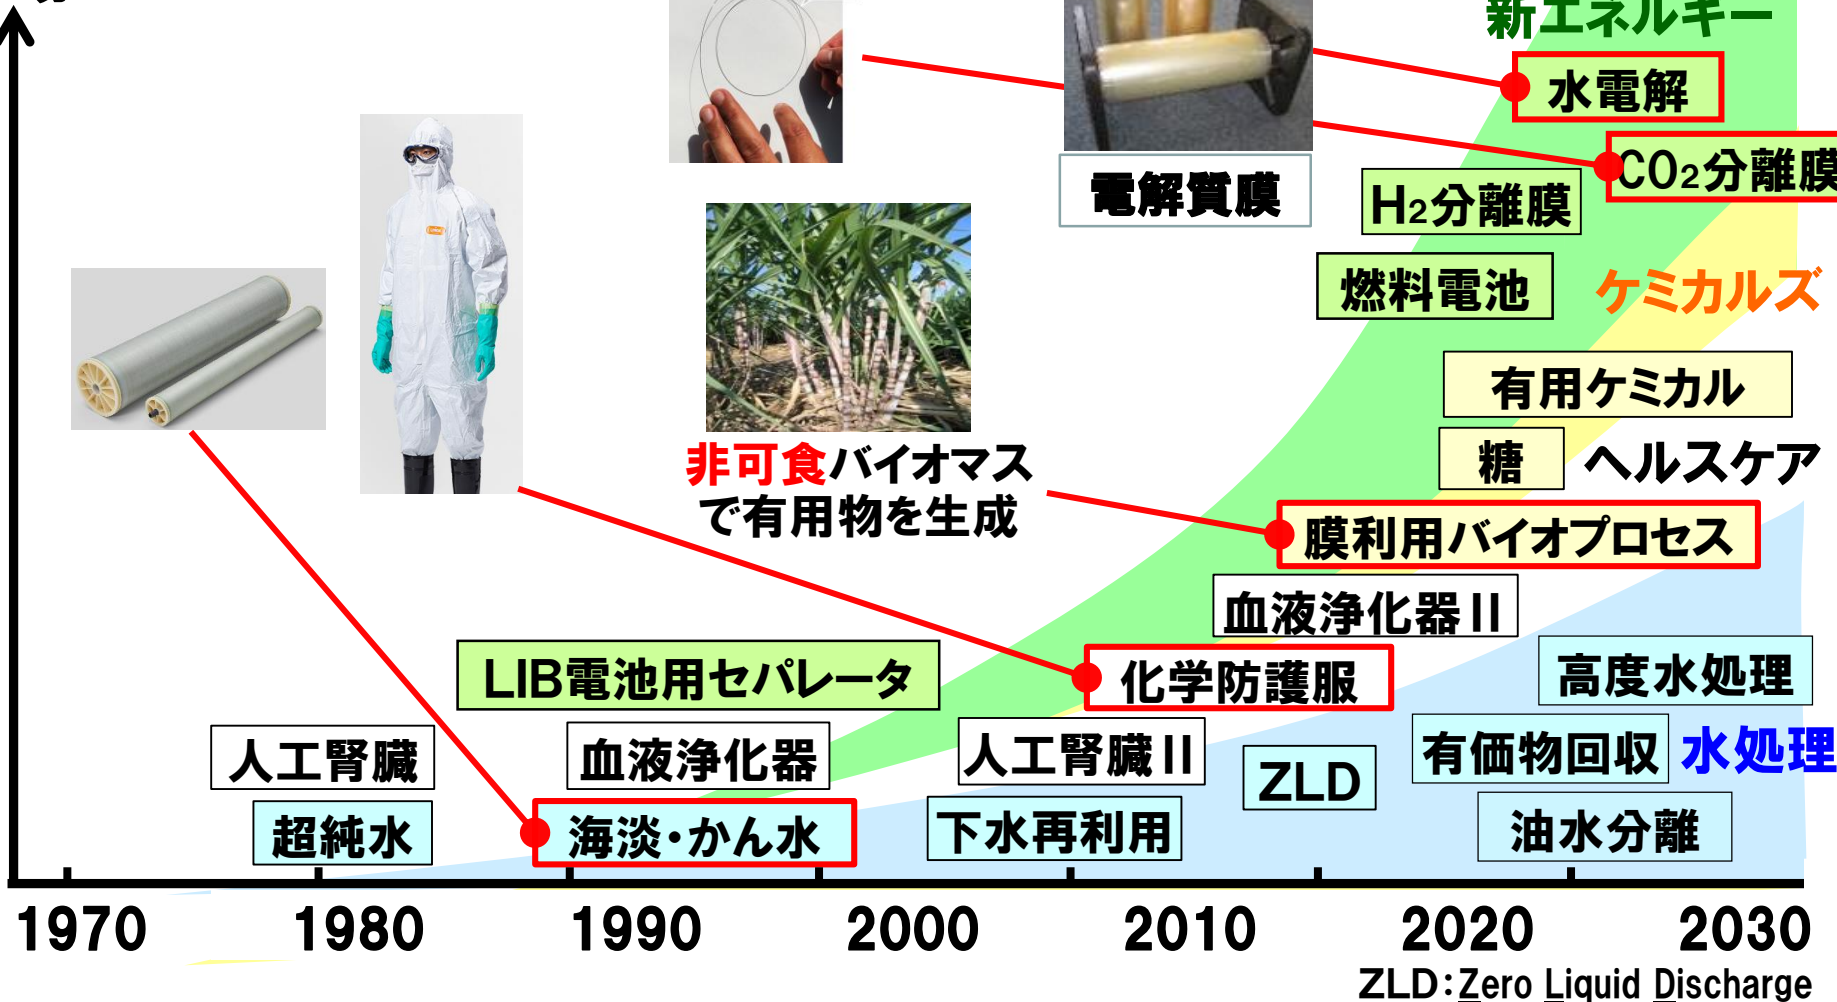 新エネルギー
水電解
CO2分離膜
電解質膜
H2分離膜
燃料電池
ケミカルズ
有用ケミカル
糖
ヘルスケア
非可食バイオマス
で有用物を生成
膜利用バイオプロセス
血液浄化器II
LIB電池用セパレータ
化学防護服
高度水処理
人工腎臓
血液浄化器
人工腎臓II
ZLD
有価物回収
水処理
超純水
海淡・かん水
下水再利用
油水分離
1970 1980 1990 2000 2010 2020 2030
ZLD：Zero Liquid Discharge